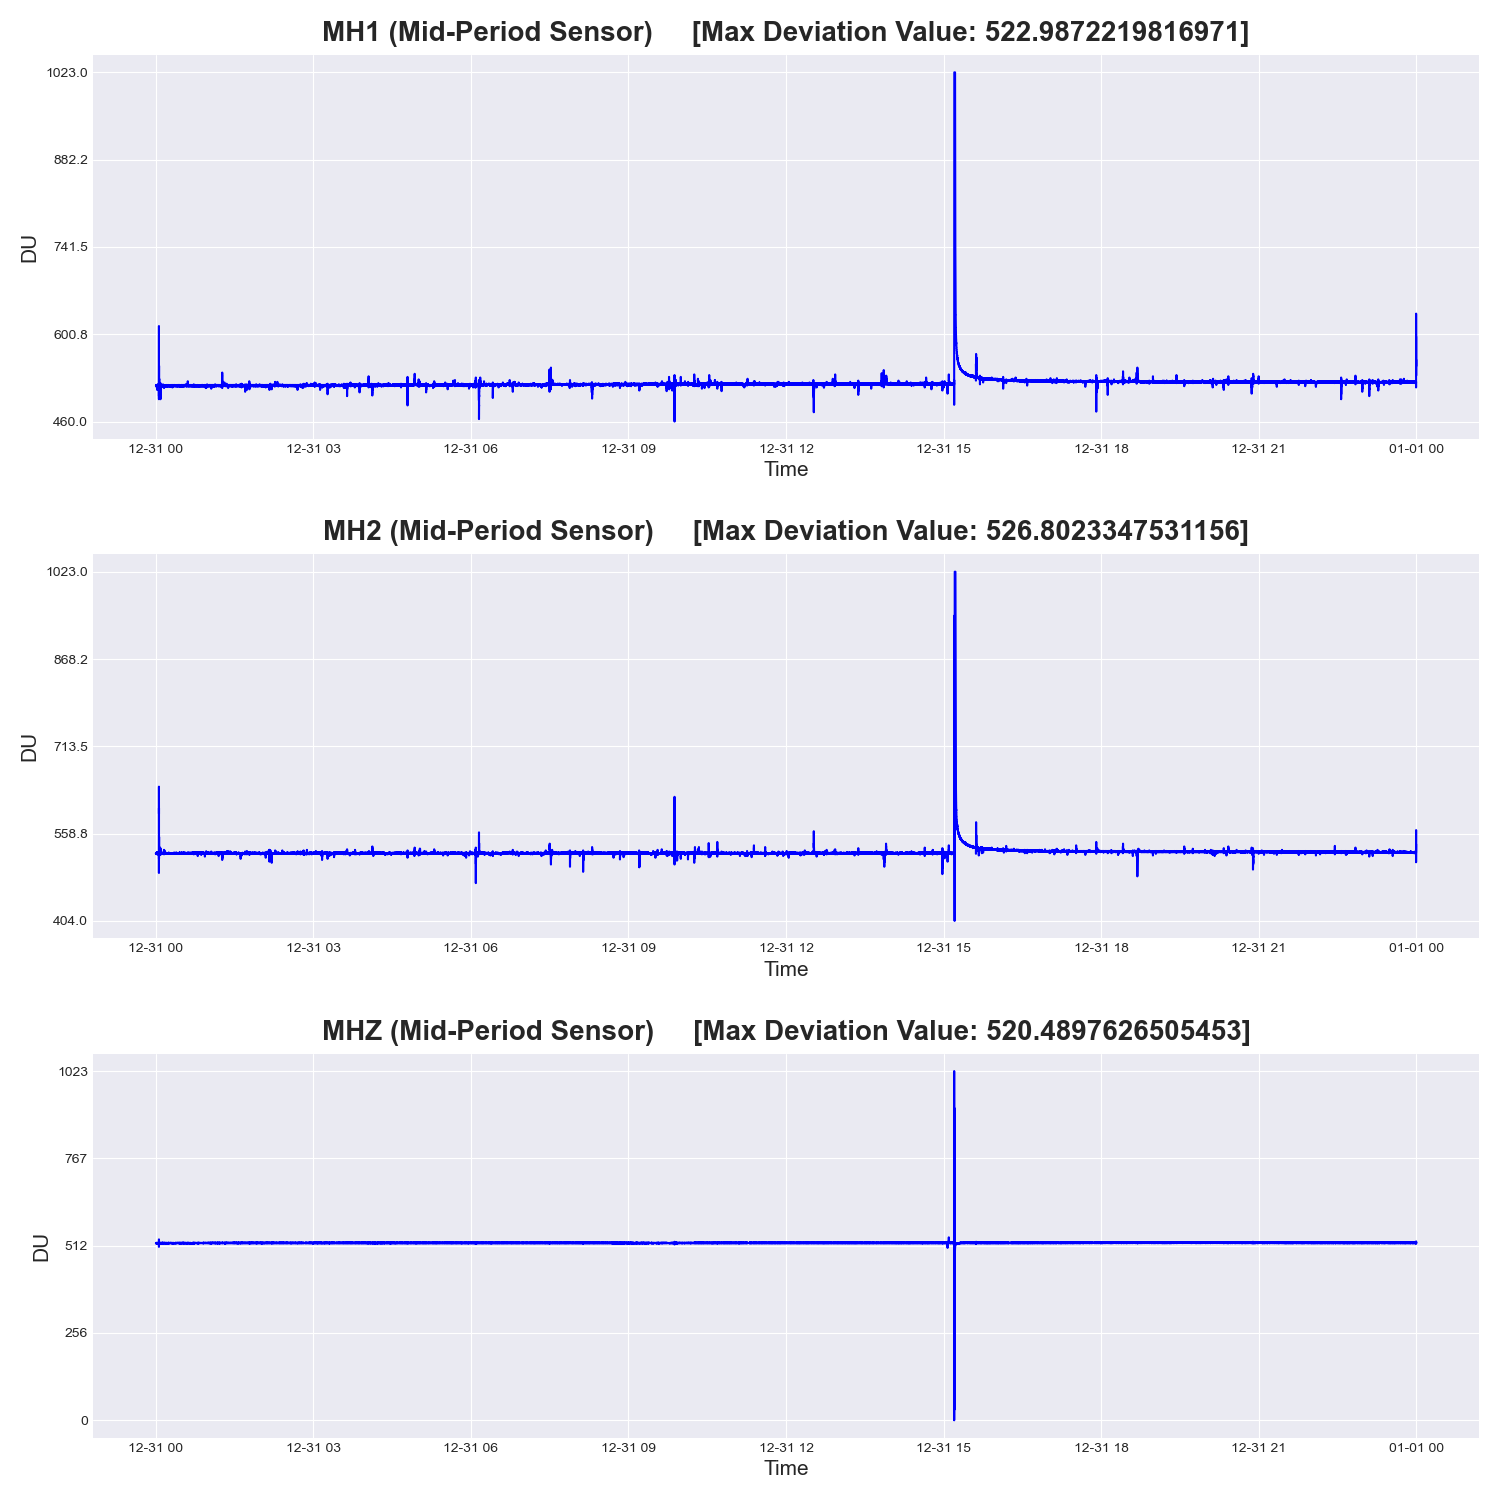 MH1 (Mid-Period Sensor) [Max Deviation Value: 522.9872219816971]
1023.0
882.2
741.5
600.8
460.0
DU
12-31 00 12-31 03 12-31 06 12-31 09 12-31 12 12-31 15 12-31 18 12-31 21 01-01 00
Time
MH2 (Mid-Period Sensor) [Max Deviation Value: 526.8023347531156]
1023.0
868.2
713.5
558.8
404.0
DU
12-31 00 12-31 03 12-31 06 12-31 09 12-31 12 12-31 15 12-31 18 12-31 21 01-01 00
Time
MHZ (Mid-Period Sensor) [Max Deviation Value: 520.4897626505453]
1023
767
512
256
0
DU
12-31 00 12-31 03 12-31 06 12-31 09 12-31 12 12-31 15 12-31 18 12-31 21 01-01 00
Time